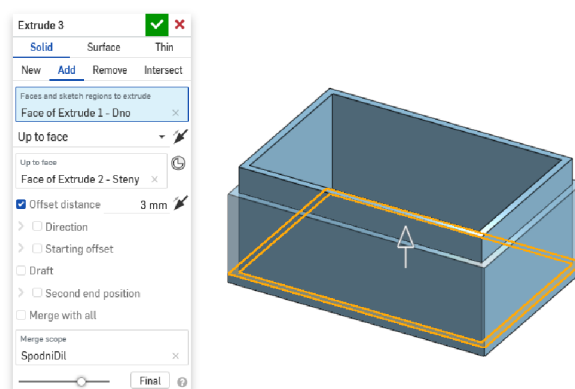 Extrude 3
Solid Surface Thin
New Add Remove Intersect
Faces and sketch regions to extrude
Face of Extrude 1 - Dno
Up to face
Up to face
Face of Extrude 2 - Steny
Offset distance 3 mm
Direction
Starting offset
Draft
Second end position
Merge with all
Merge scope
SpodniDil
Final